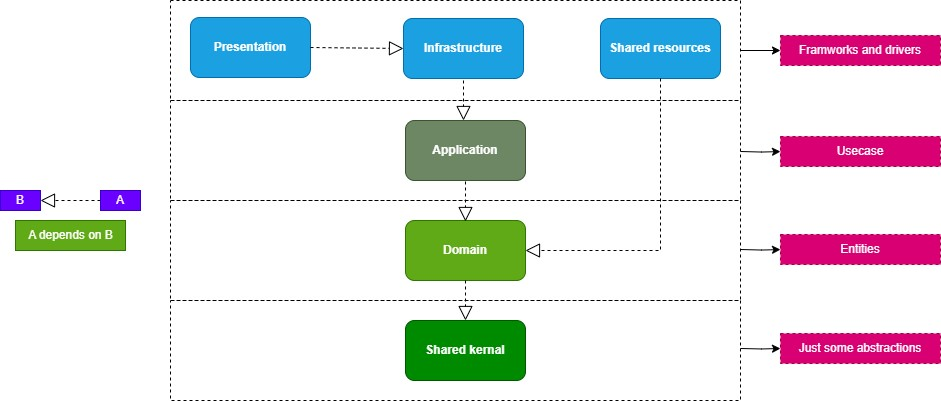 Presentation
Infrastructure
Shared resources
Framworks and drivers
Application
Usecase
B
A
A depends on B
Domain
Entities
Shared kernal
Just some abstractions